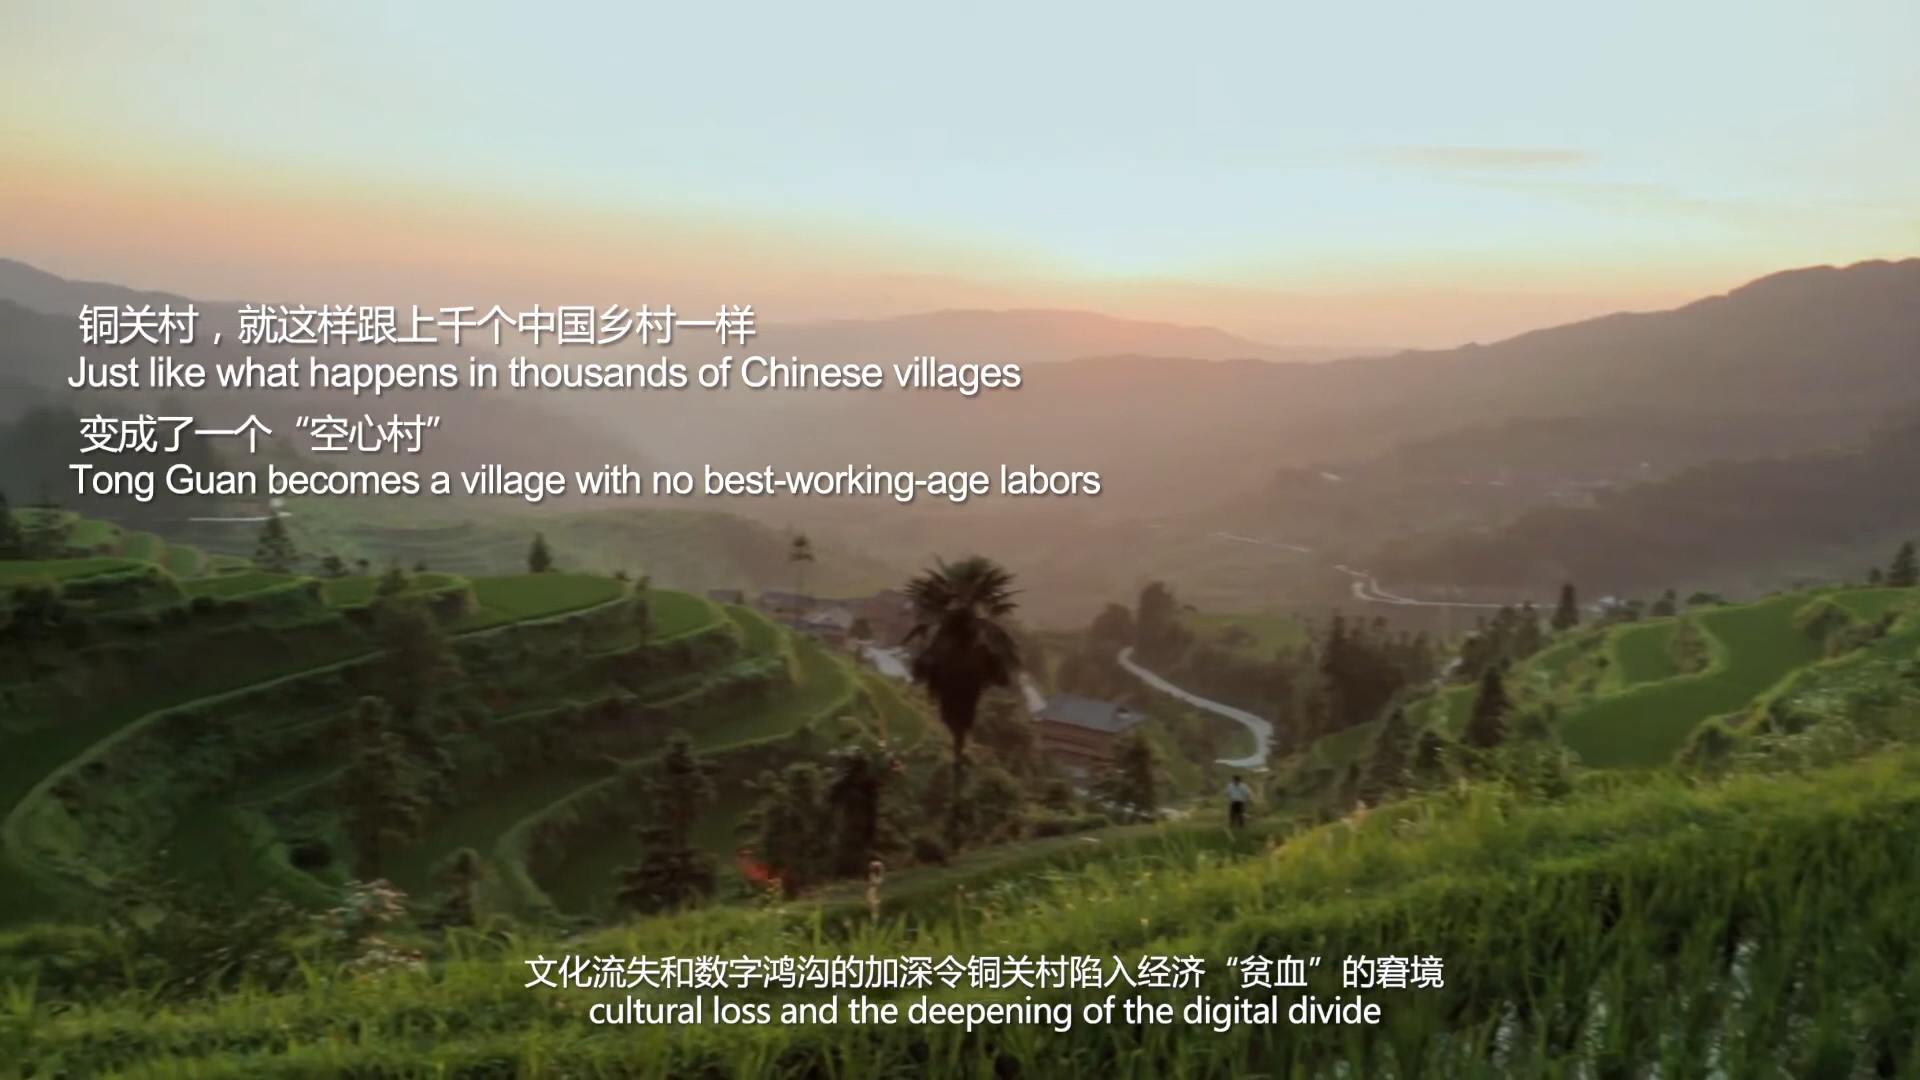 铜关村，就这样跟上千个中国乡村一样
Just like what happens in thousands of Chinese villages
变成了一个“空心村”
Tong Guan becomes a village with no best-working-age labors
文化流失和数字鸿沟的加深令铜关村陷入经济“贫血”的窘境
cultural loss and the deepening of the digital divide